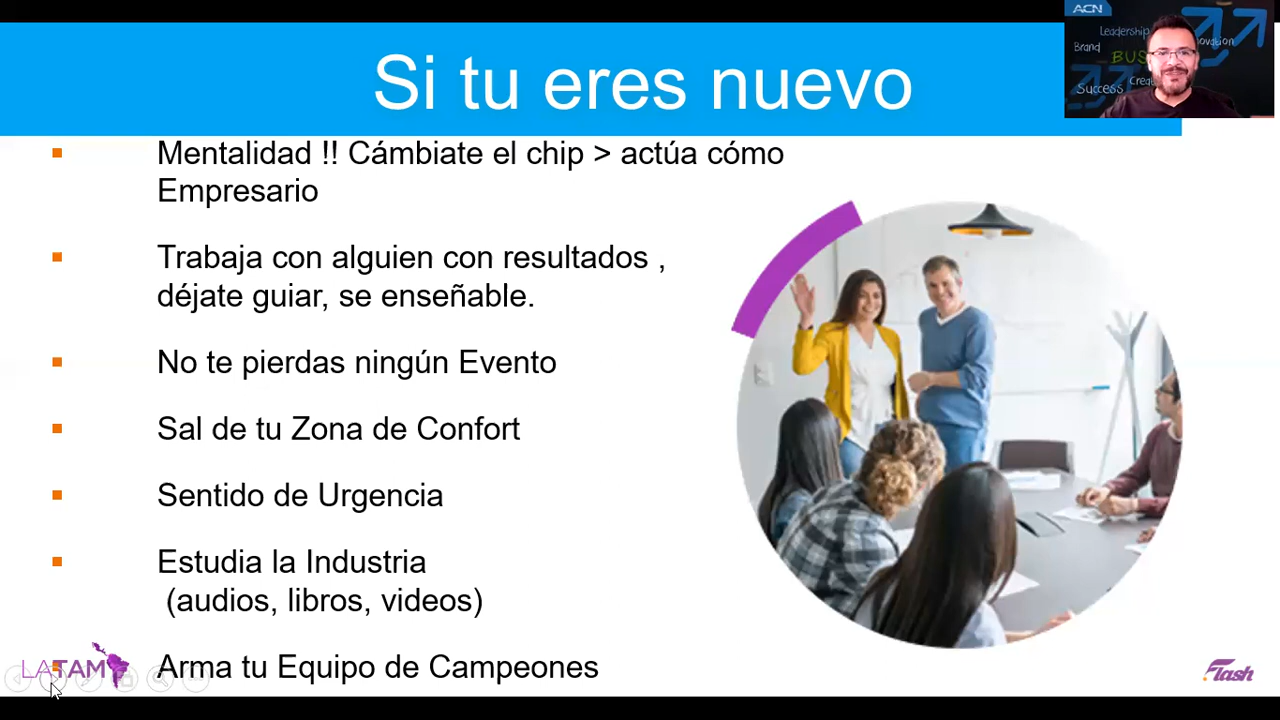 Si tu eres nuevo
ACN
Leadership
Brand
BUS
Success
Mentalidad !! Cámbiate el chip > actúa cómo
Empresario
Trabaja con alguien con resultados ,
déjate guiar, se enseñable.
No te pierdas ningún Evento
Sal de tu Zona de Confort
Sentido de Urgencia
Estudia la Industria
(audios, libros, videos)
Arma tu Equipo de Campeones
LATAM
Flash